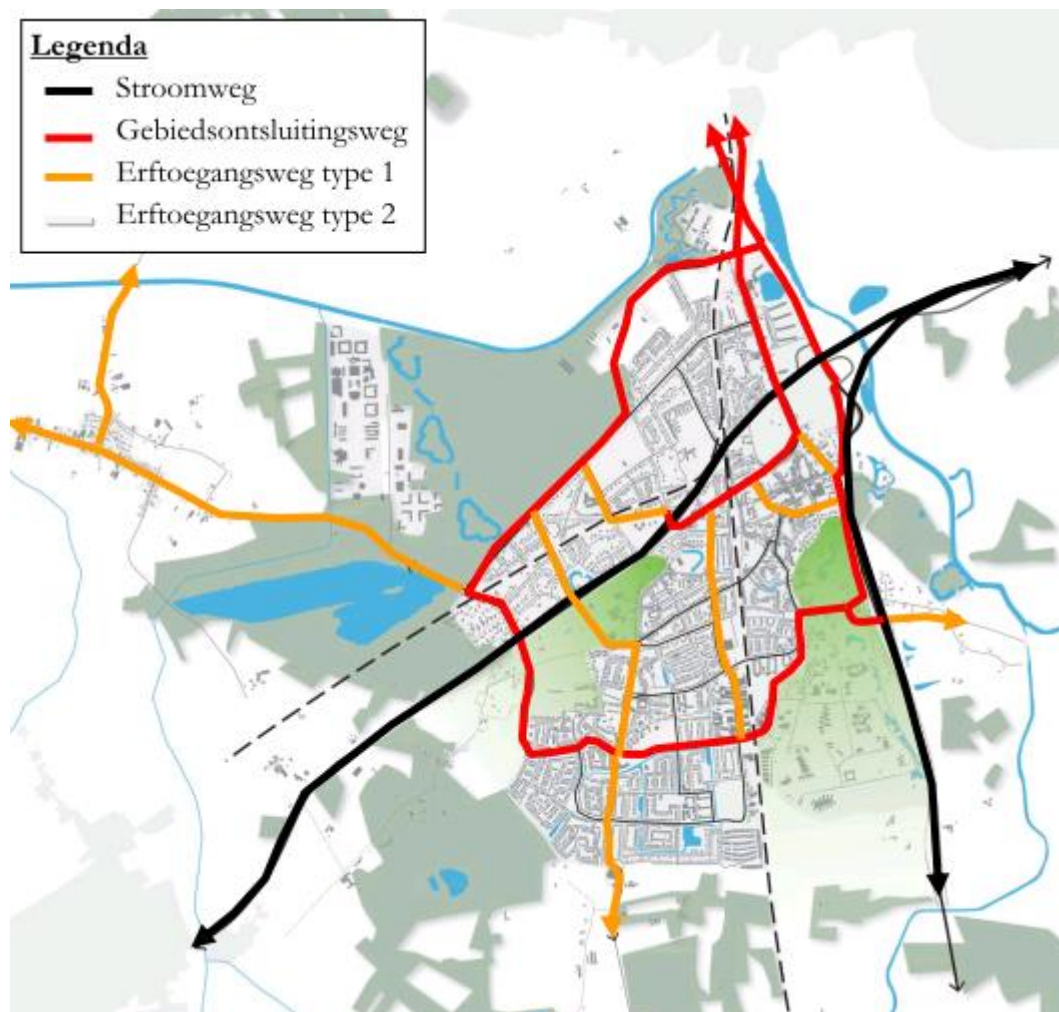 Legenda
Stroomweg
Gebiedsontsluitingsweg
Erftoegangsweg type 1
Erftoegangsweg type 2